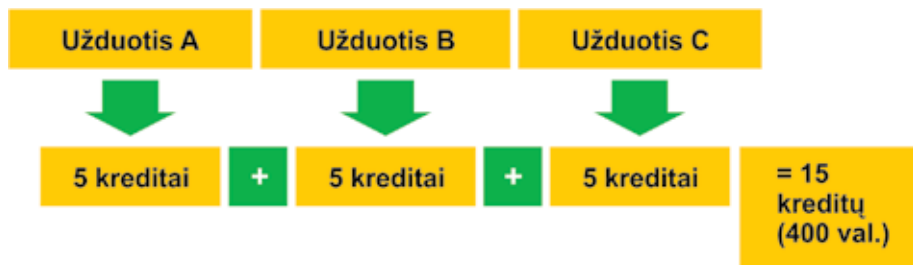 Užduotis A
Užduotis B
Užduotis C
5 kreditai
+
5 kreditai
+
5 kreditai
= 15
kreditų
(400 val.)